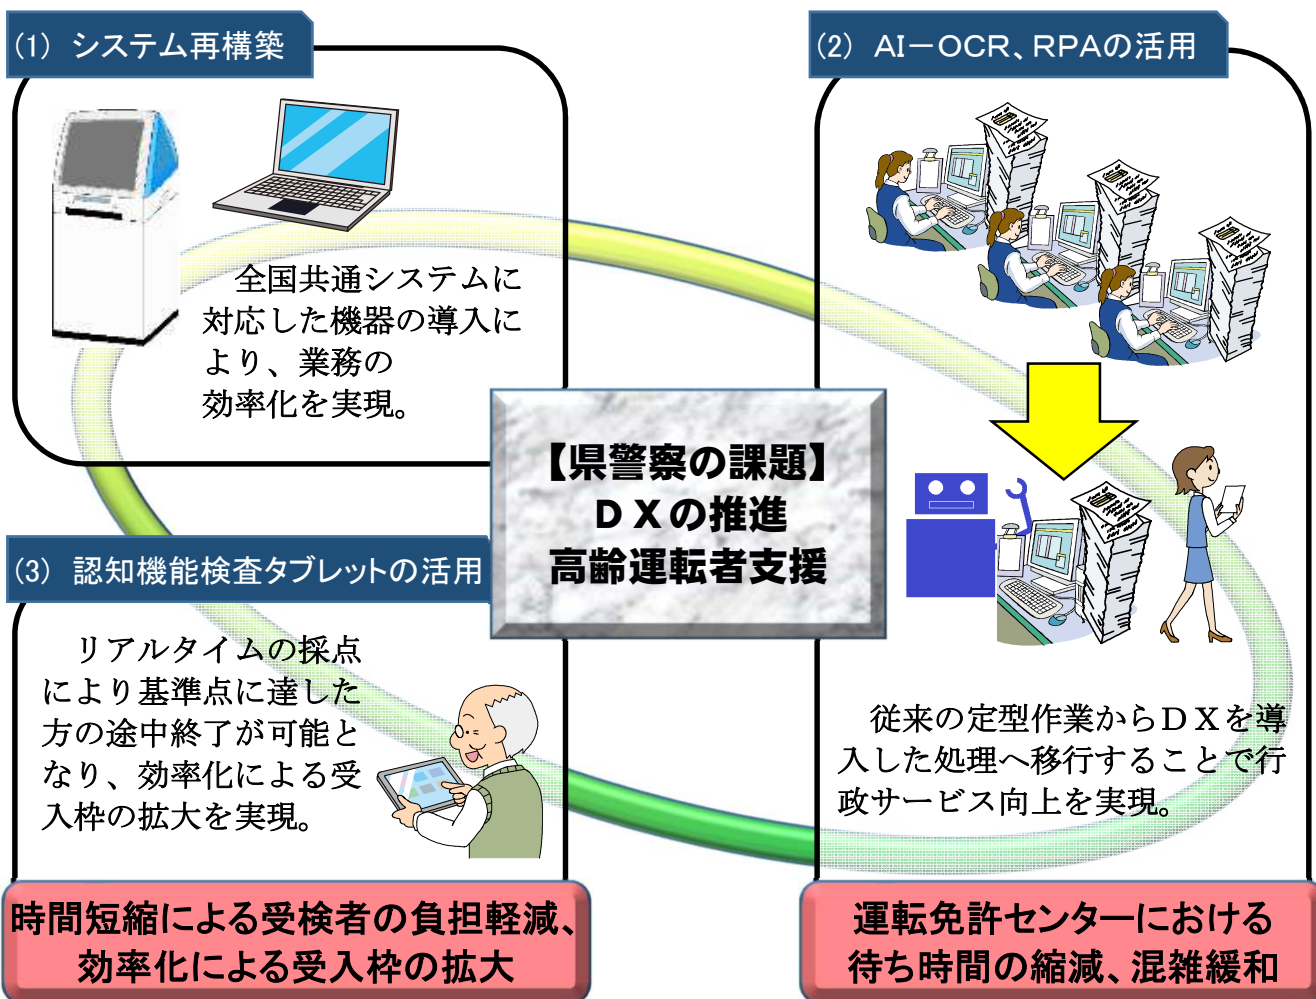 (1) システム再構築
全国共通システムに
対応した機器の導入に
より、業務の
効率化を実現。
(2) AI－OCR、RPAの活用
従来の定型作業からＤＸを導
入した処理へ移行することで行
政サービス向上を実現。
【県警察の課題】
ＤＸの推進
高齢運転者支援
(3) 認知機能検査タブレットの活用
リアルタイムの採点
により基準点に達した
方の途中終了が可能と
なり、効率化による受
入枠の拡大を実現。
時間短縮による受検者の負担軽減、
効率化による受入枠の拡大
運転免許センターにおける
待ち時間の縮減、混雑緩和